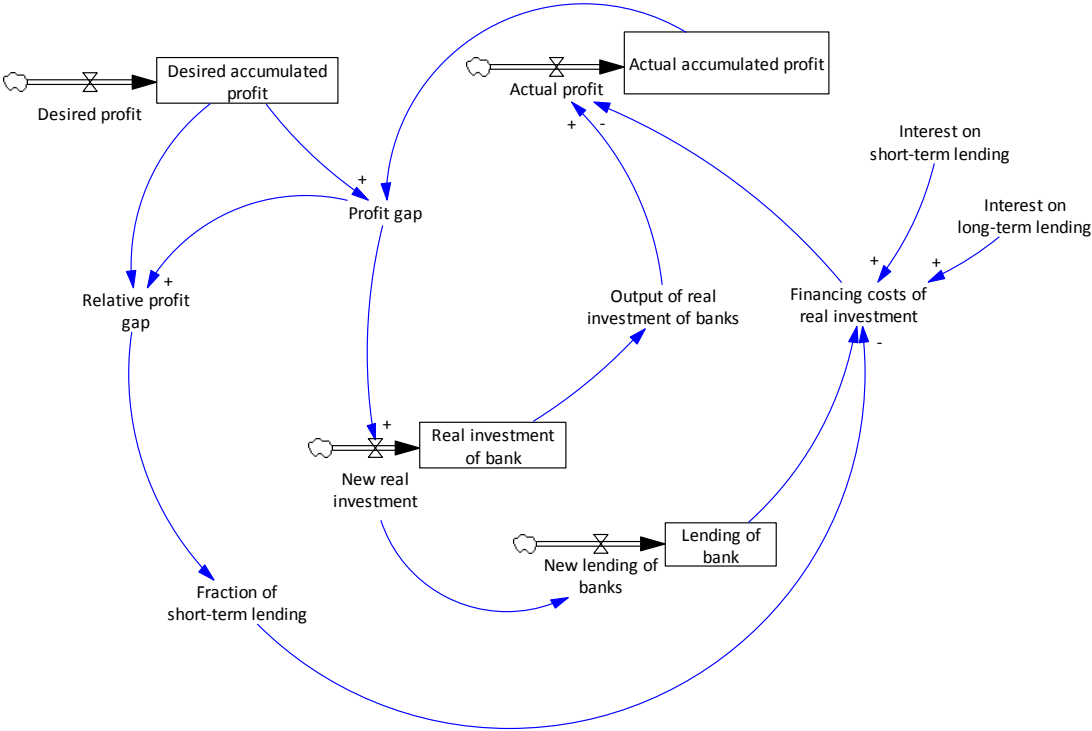 Desired accumulated
profit
Desired profit
Actual accumulated profit
Actual profit
+
-
Interest on
short-term lending
+
Profit gap
Interest on
long-term lending
+
+
+
Relative profit
gap
Output of real
investment of banks
Financing costs of
real investment
-
+
Real investment
of bank
New real
investment
Lending of
bank
New lending of
banks
Fraction of
short-term lending